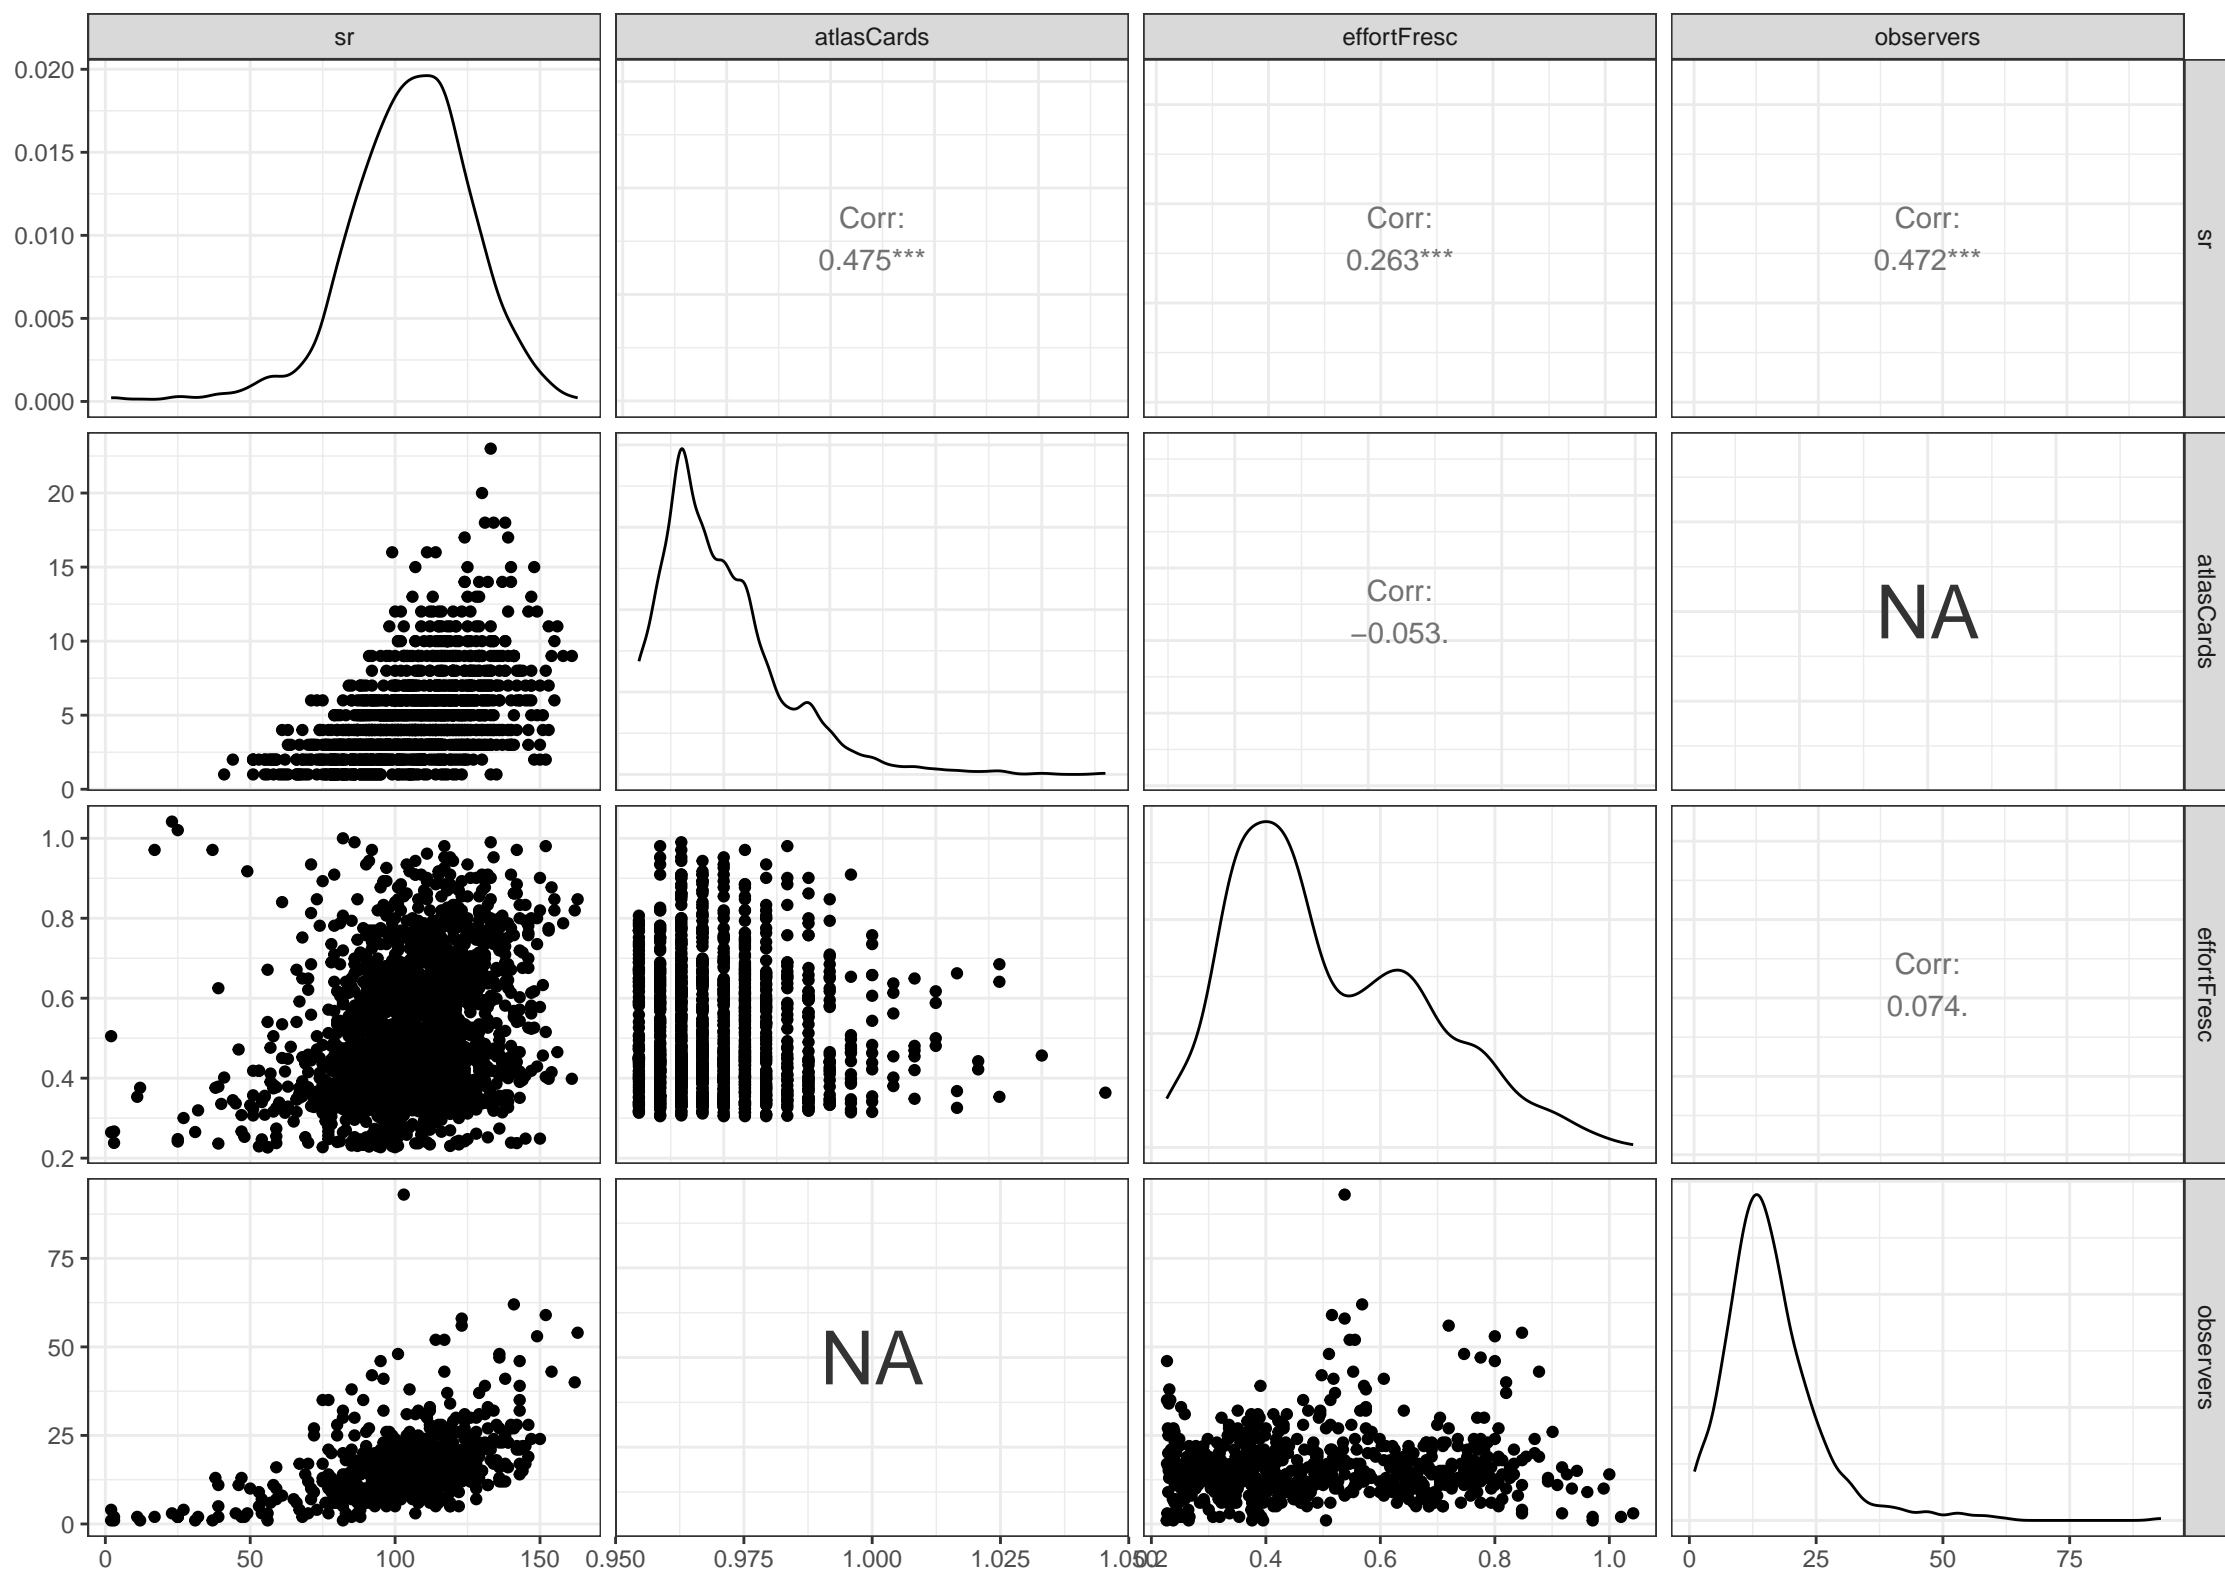 sr atlasCards effortFresc observers
0.020
0.015
0.010
0.005
0.000
Corr:
0.475***
Corr:
0.263***
Corr:
0.472***
sr
20
15
10
5
0
Corr:
−0.053.
NA
atlasCards
1.0
0.8
0.6
0.4
0.2
Corr:
0.074.
effortFresc
75
50
25
0
NA
observers
0 50 100 150 0.950 0.975 1.000 1.025 1.050 0.2 0.4 0.6 0.8 1.0 0 25 50 75